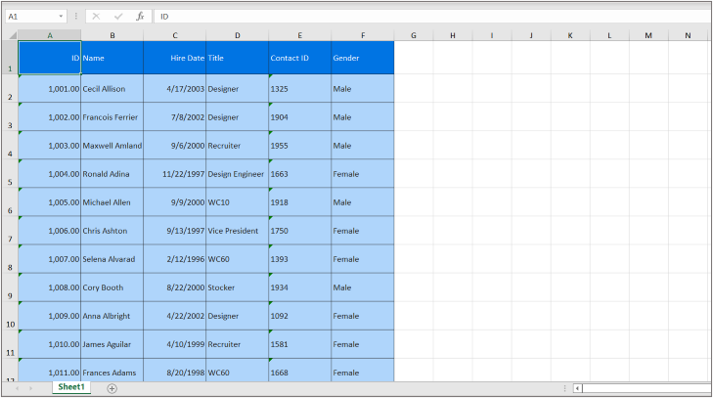 A1 fx ID
A B C D E F G H I J K L M N
1 ID Name Hire Date Title Contact ID Gender
2 1,001.00 Cecil Allison 4/17/2003 Designer 1325 Male
3 1,002.00 Francois Ferrier 7/8/2002 Designer 1904 Male
4 1,003.00 Maxwell Amland 9/6/2000 Recruiter 1955 Male
5 1,004.00 Ronald Adina 11/22/1997 Design Engineer 1663 Female
6 1,005.00 Michael Allen 9/9/2000 WC10 1918 Male
7 1,006.00 Chris Ashton 9/13/1997 Vice President 1750 Female
8 1,007.00 Selena Alvarad 2/12/1996 WC60 1393 Female
9 1,008.00 Cory Booth 8/22/2000 Stocker 1934 Male
10 1,009.00 Anna Albright 4/22/2002 Designer 1092 Female
11 1,010.00 James Aguilar 4/10/1999 Recruiter 1581 Female
1,011.00 Frances Adams 8/20/1998 WC60 1668 Female
Sheet1